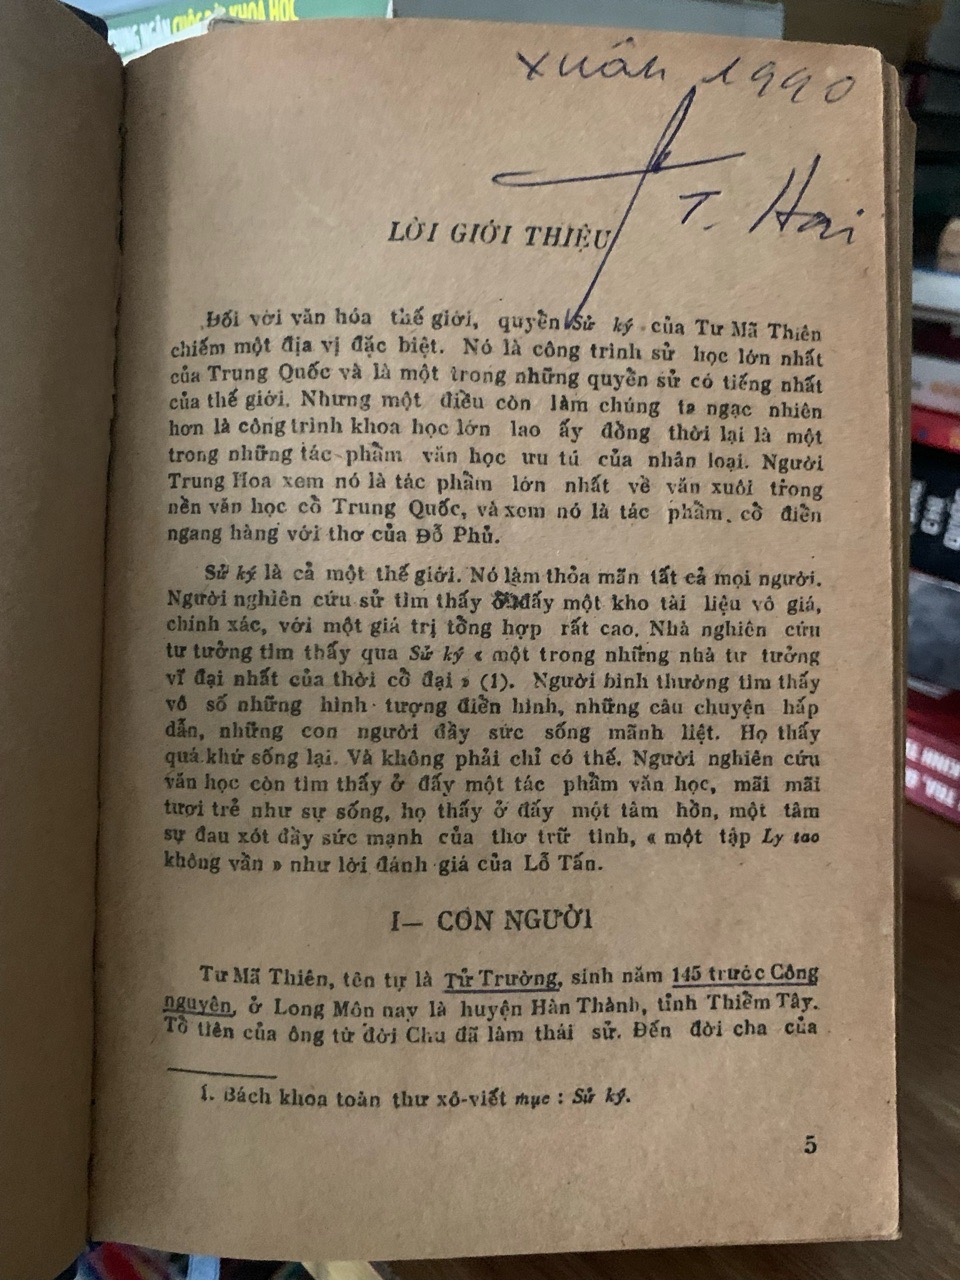 CUỘC ĐỜI KHOA HỌC
xuân 1990
T. Hai
LỜI GIỚI THIỆU
Đối với văn hóa thế giới, quyển Sử ký của Tư Mã Thiên
chiếm một địa vị đặc biệt. Nó là công trình sử học lớn nhất
của Trung Quốc và là một trong những quyển sử có tiếng nhất
của thế giới. Nhưng một điều còn làm chúng ta ngạc nhiên
hơn là công trình khoa học lớn lao ấy đồng thời lại là một
trong những tác phẩm văn học ưu tú của nhân loại. Người
Trung Hoa xem nó là tác phẩm lớn nhất về văn xuôi trong
nền văn học cổ Trung Quốc, và xem nó là tác phẩm cổ điển
ngang hàng với thơ của Đỗ Phủ.
Sử ký là cả một thế giới. Nó làm thỏa mãn tất cả mọi người.
Người nghiên cứu sử tìm thấy ở đấy một kho tài liệu vô giá,
chính xác, với một giá trị tổng hợp rất cao. Nhà nghiên cứu
tư tưởng tìm thấy qua Sử ký « một trong những nhà tư tưởng
vĩ đại nhất của thời cổ đại » (1). Người bình thường tìm thấy
vô số những hình tượng điển hình, những câu chuyện hấp
dẫn, những con người đầy sức sống mãnh liệt. Họ thấy
quá khứ sống lại. Và không phải chỉ có thế. Người nghiên cứu
văn học còn tìm thấy ở đấy một tác phẩm văn học, mãi mãi
tươi trẻ như sự sống, họ thấy ở đấy một tâm hồn, một tâm
sự đau xót đầy sức mạnh của thơ trữ tình, « một tập Ly tao
không vần » như lời đánh giá của Lỗ Tấn.
I— CON NGƯỜI
Tư Mã Thiên, tên tự là Tử Trường, sinh năm 145 trước Công
nguyên, ở Long Môn nay là huyện Hàn Thành, tỉnh Thiểm Tây.
Tổ tiên của ông từ đời Chu đã làm thái sử. Đến đời cha của
1. Bách khoa toàn thư xô-viết mục : Sử ký.
5